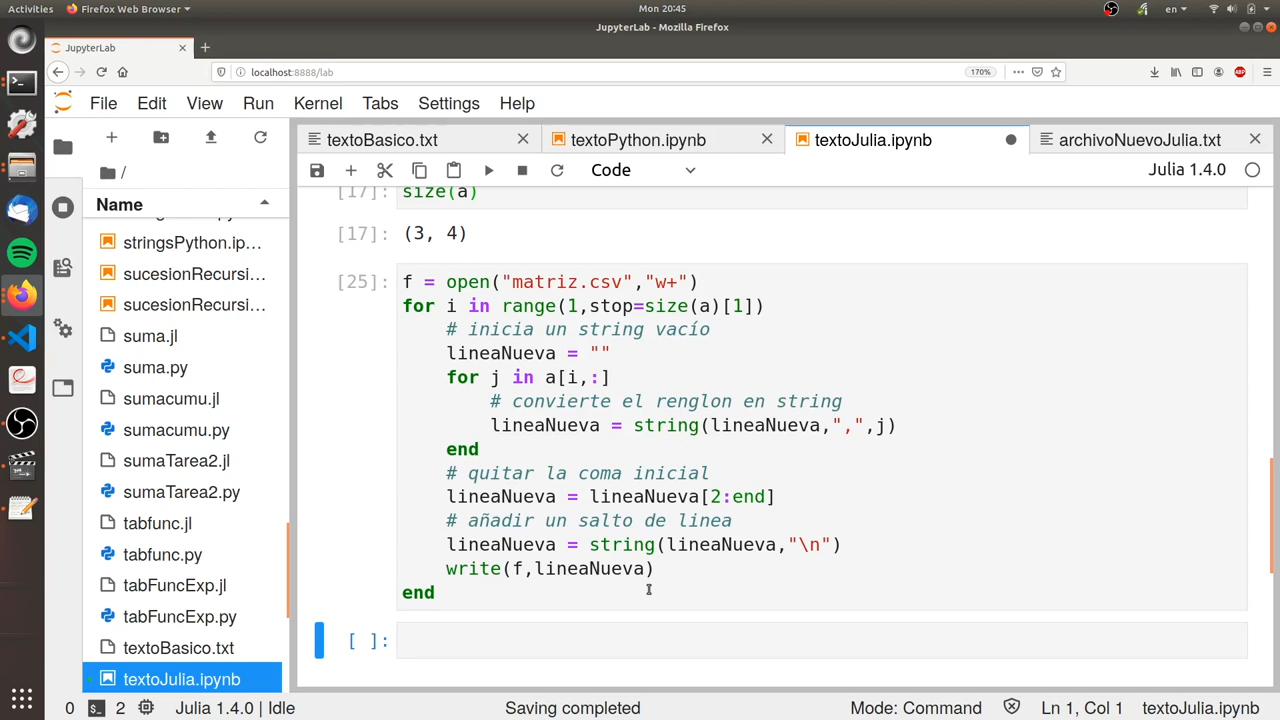 Activities Firefox Web Browser Mon 20:45 en
JupyterLab - Mozilla Firefox
JupyterLab
localhost:8888/lab 170% ABP
File Edit View Run Kernel Tabs Settings Help
textoBasico.txt textoPython.ipynb textoJulia.ipynb archivoNuevoJulia.txt
Code Julia 1.4.0
/
Name
stringsPython.ip…
sucesionRecursi…
sucesionRecursi…
suma.jl
suma.py
sumacumu.jl
sumacumu.py
sumaTarea2.jl
sumaTarea2.py
tabfunc.jl
tabfunc.py
tabFuncExp.jl
tabFuncExp.py
textoBasico.txt
textoJulia.ipynb
[17]: size(a)
[17]: (3, 4)
[25]: f = open("matriz.csv","w+")
for i in range(1,stop=size(a)[1])
# inicia un string vacío
lineaNueva = ""
for j in a[i,:]
# convierte el renglon en string
lineaNueva = string(lineaNueva,",",j)
end
# quitar la coma inicial
lineaNueva = lineaNueva[2:end]
# añadir un salto de linea
lineaNueva = string(lineaNueva,"\n")
write(f,lineaNueva)
end
[ ]:
0 $_ 2 Julia 1.4.0 | Idle Saving completed Mode: Command Ln 1, Col 1 textoJulia.ipynb